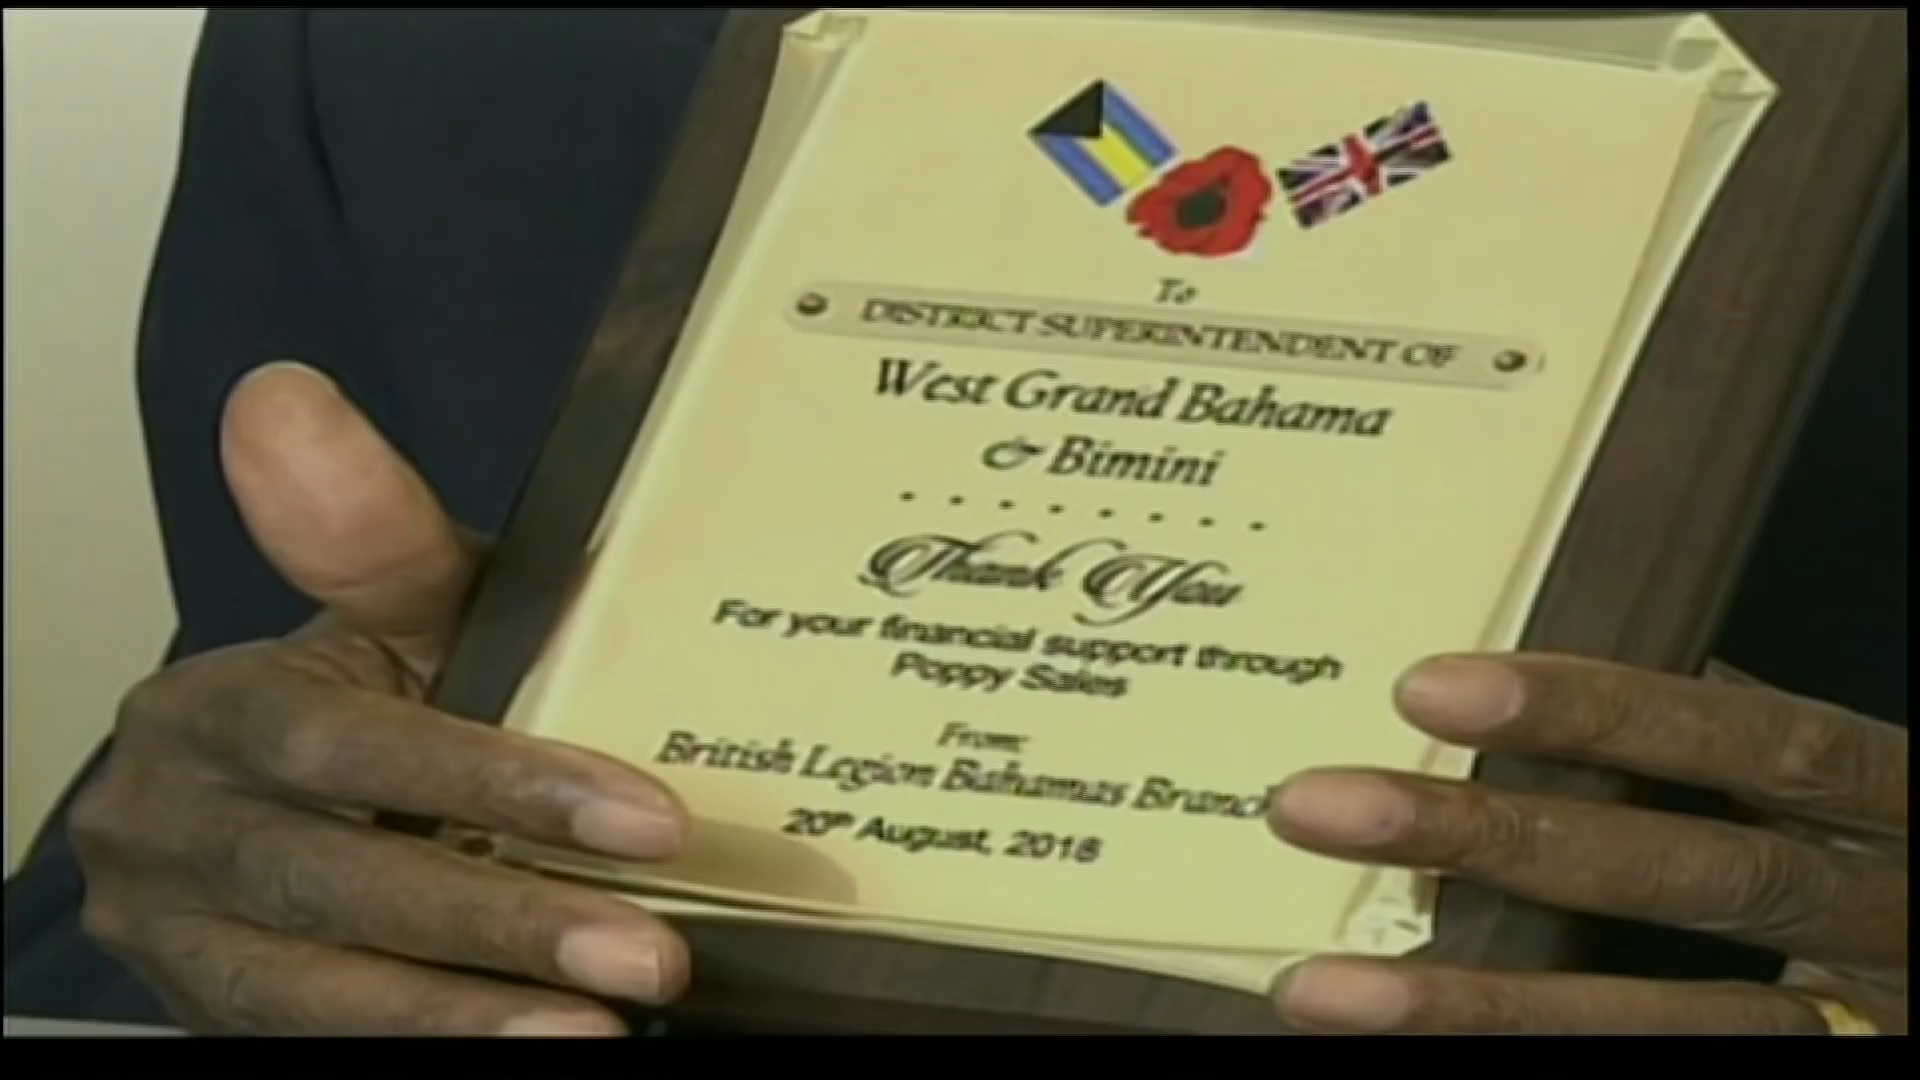 To
DISTRICT SUPERINTENDENT OF
West Grand Bahama
& Bimini
Thank You
For your financial support through
Poppy Sales
From:
British Legion Bahamas Branch
20th August, 2018